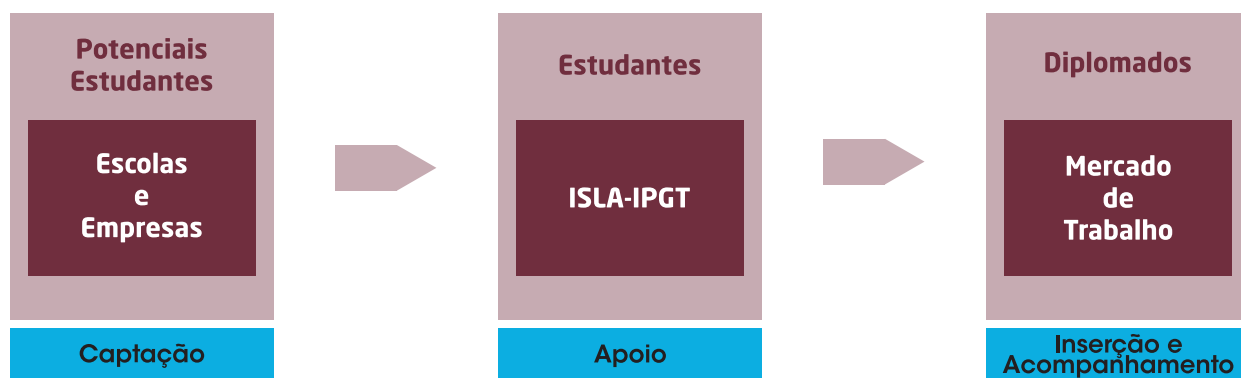 Potenciais
Estudantes
Escolas
e
Empresas
Captação
Estudantes
ISLA-IPGT
Apoio
Diplomados
Mercado
de
Trabalho
Inserção e
Acompanhamento